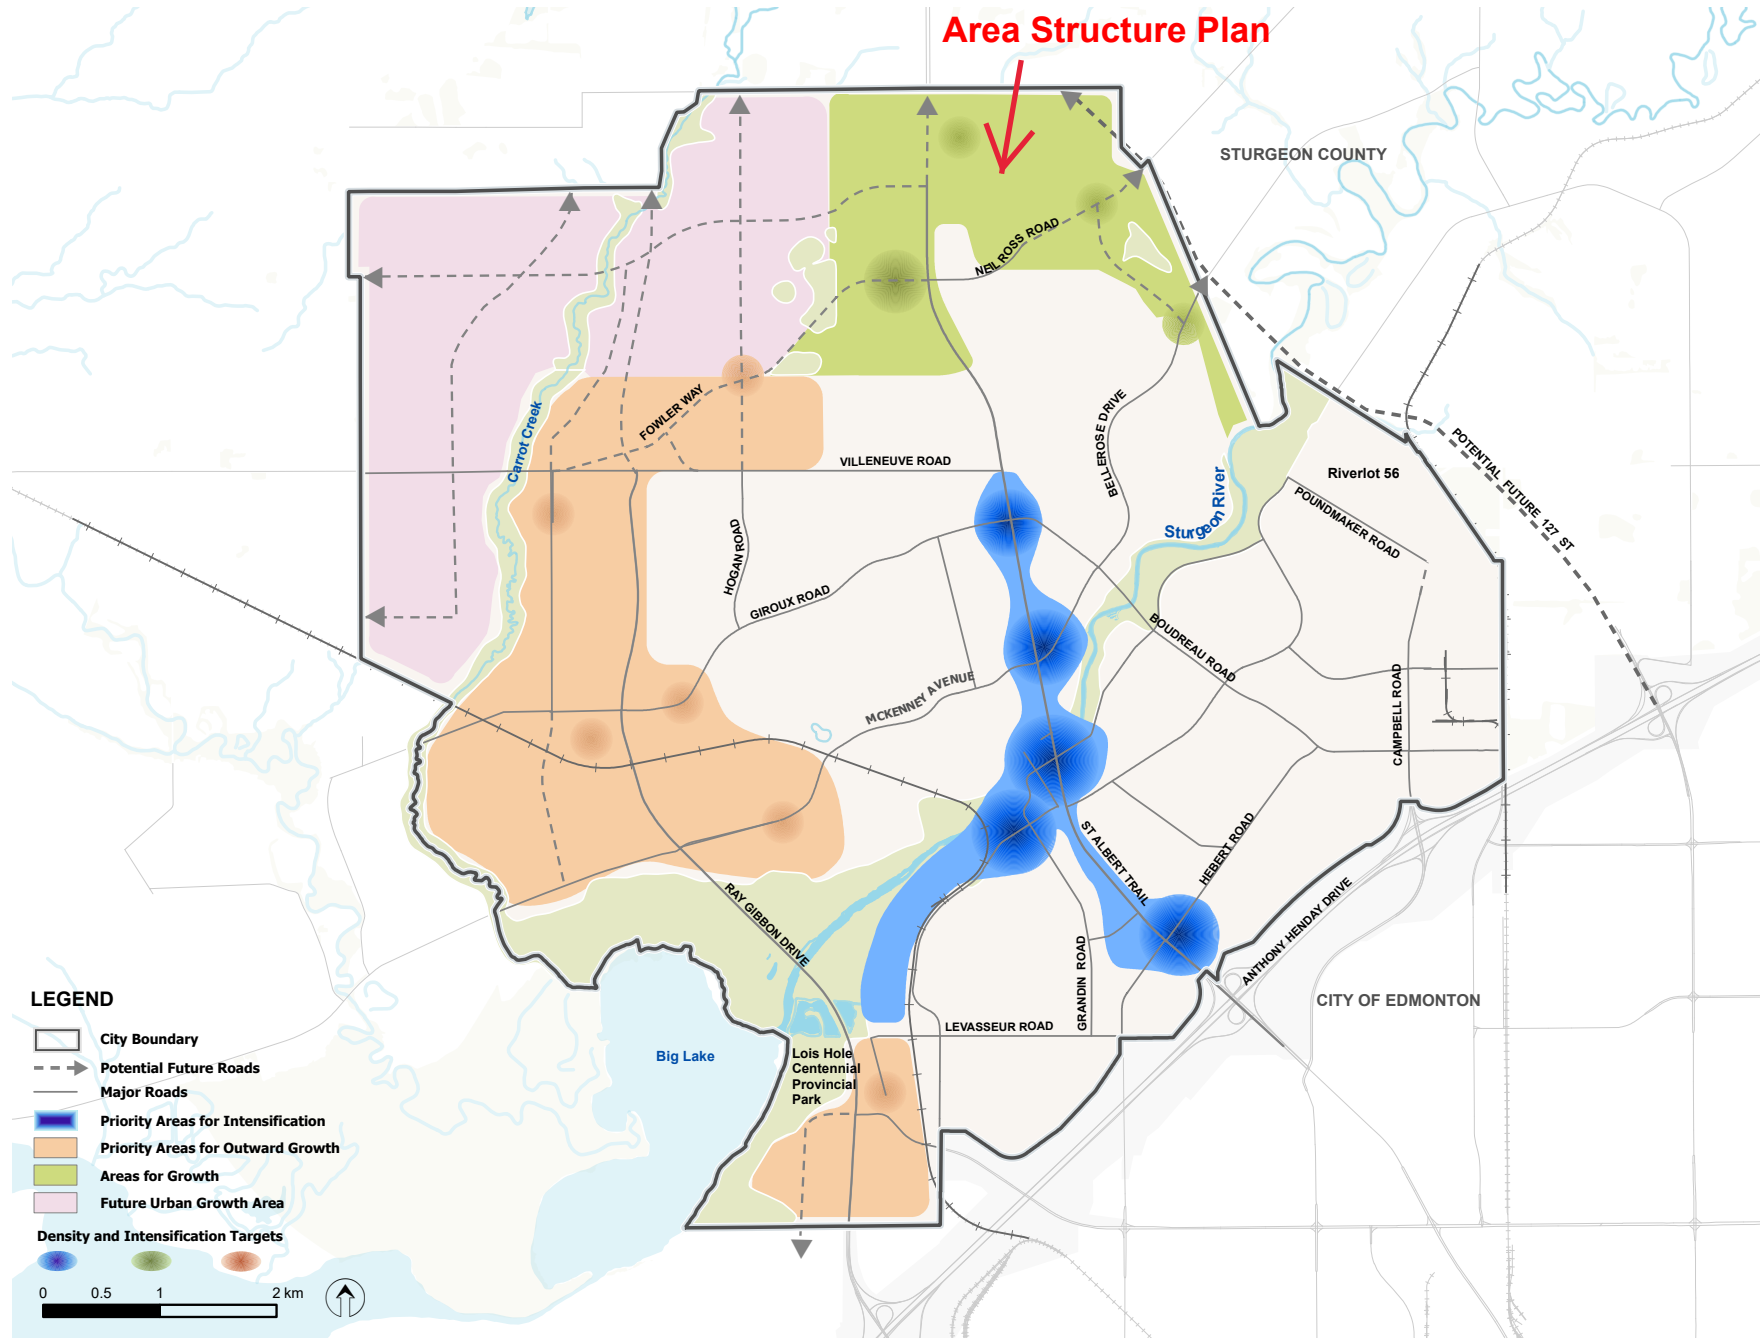 Area Structure Plan
STURGEON COUNTY
NEIL ROSS ROAD
Carrot Creek
FOWLER WAY
VILLENEUVE ROAD
BELLEROSE DRIVE
Sturgeon River
Riverlot 56
POUNDMAKER ROAD
POTENTIAL FUTURE 127 ST
HOGAN ROAD
GIROUX ROAD
BOUDREAU ROAD
MCKENNEY AVENUE
CAMPBELL ROAD
ST ALBERT TRAIL
HEBERT ROAD
RAY GIBBON DRIVE
GRANDIN ROAD
ANTHONY HENDAY DRIVE
CITY OF EDMONTON
LEVASSEUR ROAD
Big Lake
Lois Hole
Centennial
Provincial
Park
LEGEND
City Boundary
Potential Future Roads
Major Roads
Priority Areas for Intensification
Priority Areas for Outward Growth
Areas for Growth
Future Urban Growth Area
Density and Intensification Targets
0 0.5 1 2 km